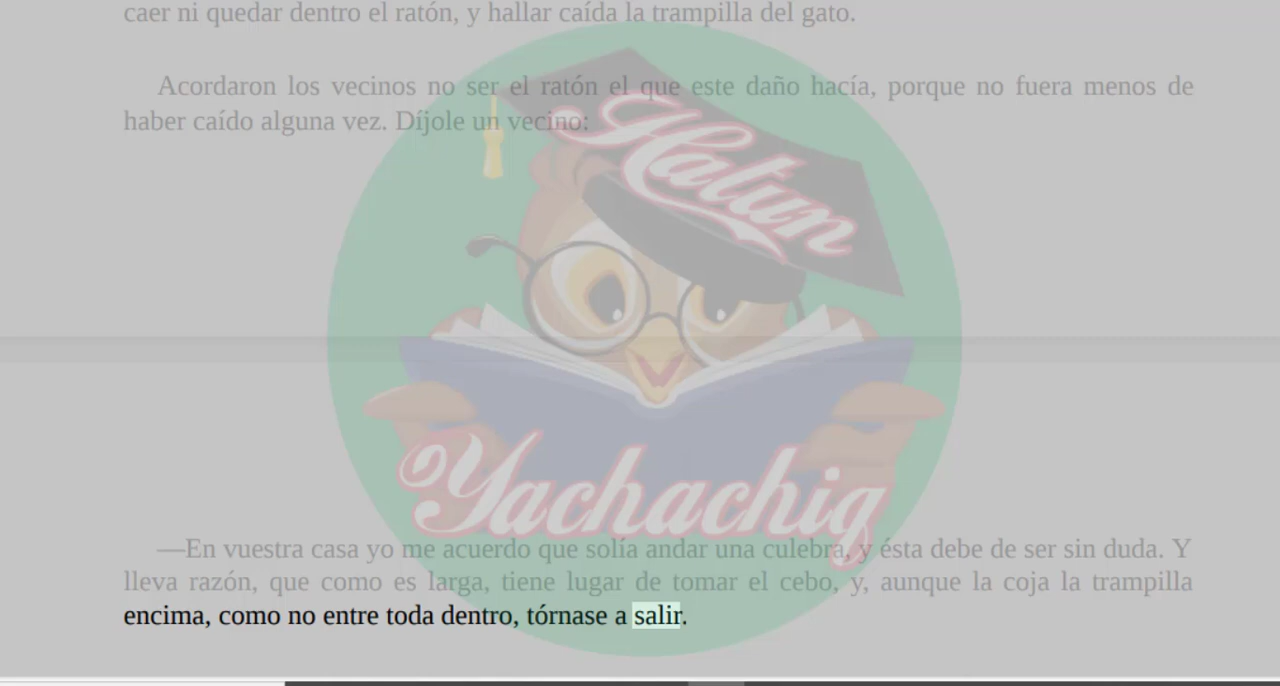 caer ni quedar dentro el ratón, y hallar caída la trampilla del gato.
Acordaron los vecinos no ser el ratón el que este daño hacía, porque no fuera menos de
haber caído alguna vez. Díjole un vecino:
Hatun
Yachachiq
—En vuestra casa yo me acuerdo que solía andar una culebra, y ésta debe de ser sin duda. Y
lleva razón, que como es larga, tiene lugar de tomar el cebo, y, aunque la coja la trampilla
encima, como no entre toda dentro, tórnase a salir.